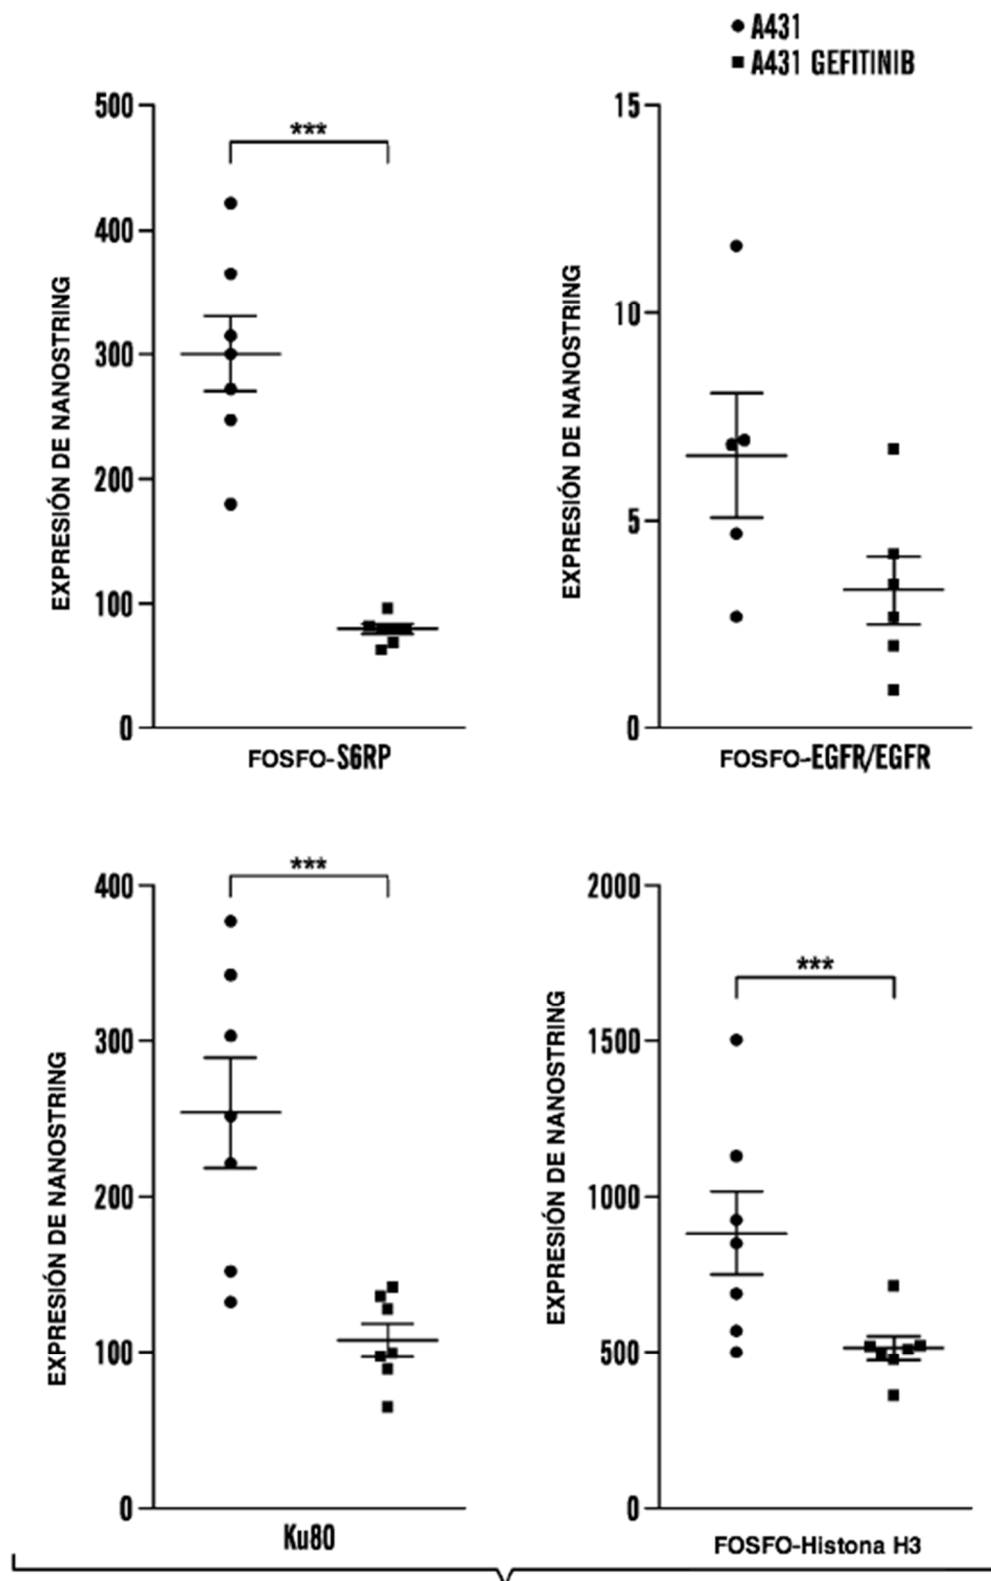 A431
A431 GEFITINIB
500
400
300
200
100
0
EXPRESIÓN DE NANOSTRING
***
FOSFO-S6RP
15
10
5
0
EXPRESIÓN DE NANOSTRING
FOSFO-EGFR/EGFR
400
300
200
100
0
EXPRESIÓN DE NANOSTRING
***
Ku80
2000
1500
1000
500
0
EXPRESIÓN DE NANOSTRING
***
FOSFO-Histona H3